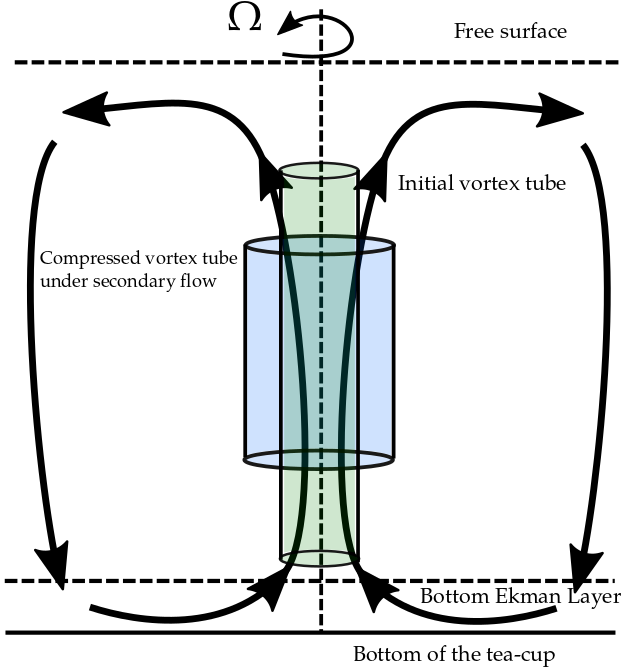 Ω
Free surface
Initial vortex tube
Compressed vortex tube
under secondary flow
Bottom Ekman Layer
Bottom of the tea-cup